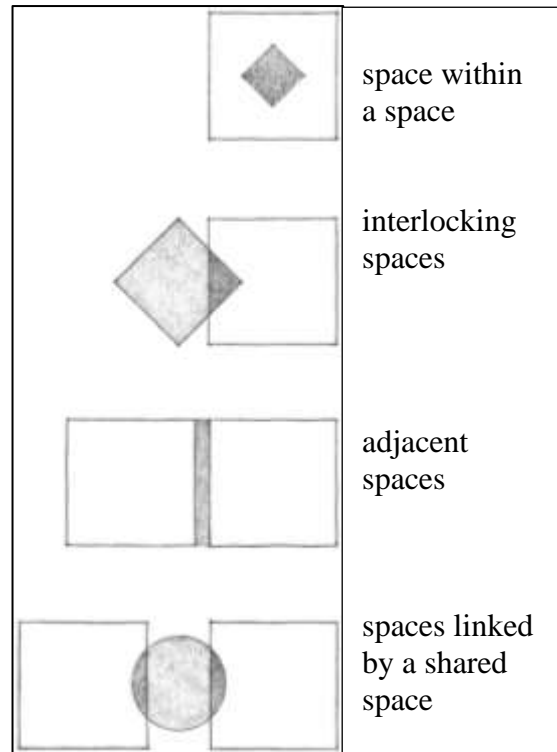 space within
a space
interlocking
spaces
adjacent
spaces
spaces linked
by a shared
space